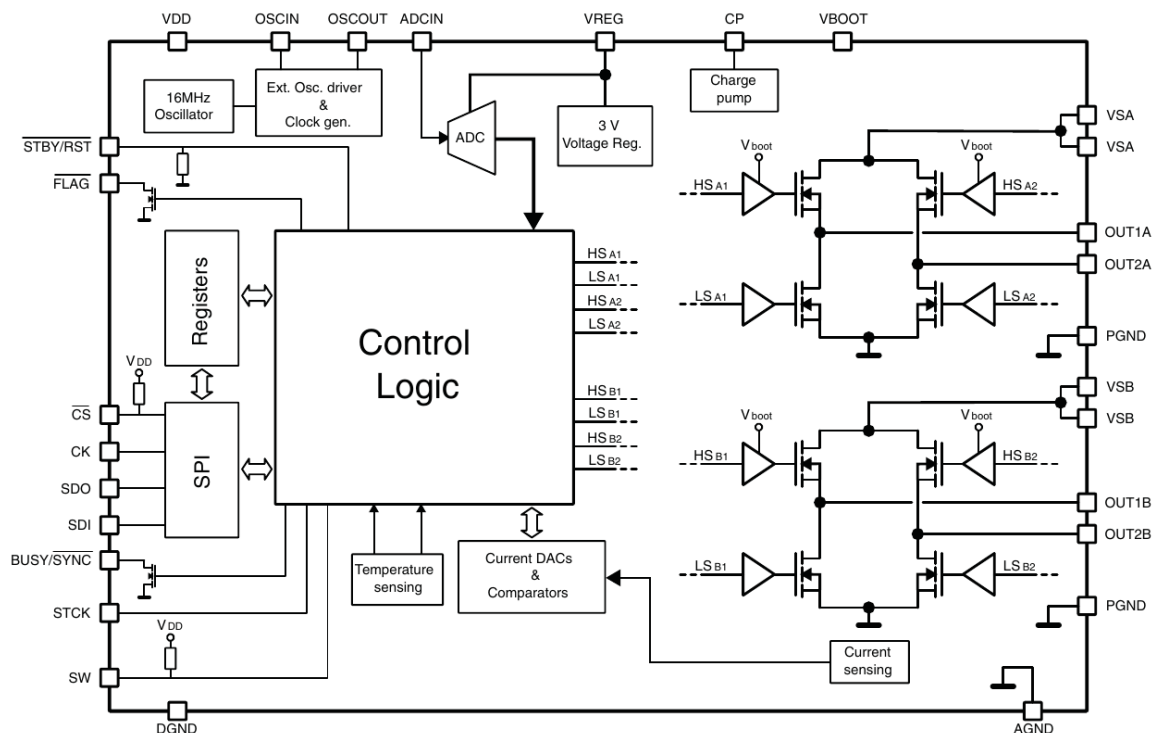 VDD
OSCIN
OSCOUT
ADCIN
VREG
CP
VBOOT
16MHz
Oscillator
Ext. Osc. driver
&
Clock gen.
ADC
3 V
Voltage Reg.
Charge
pump
VSA
VSA
STBY/RST
FLAG
Vboot
Vboot
HS A1
HS A2
OUT1A
OUT2A
LS A1
LS A2
PGND
Registers
Control
Logic
HS A1
LS A1
HS A2
LS A2
HS B1
LS B1
HS B2
LS B2
VDD
CS
CK
SDO
SDI
SPI
VSB
VSB
Vboot
Vboot
HS B1
HS B2
OUT1B
OUT2B
LS B1
LS B2
PGND
BUSY/SYNC
STCK
VDD
SW
Temperature
sensing
Current DACs
&
Comparators
Current
sensing
DGND
AGND